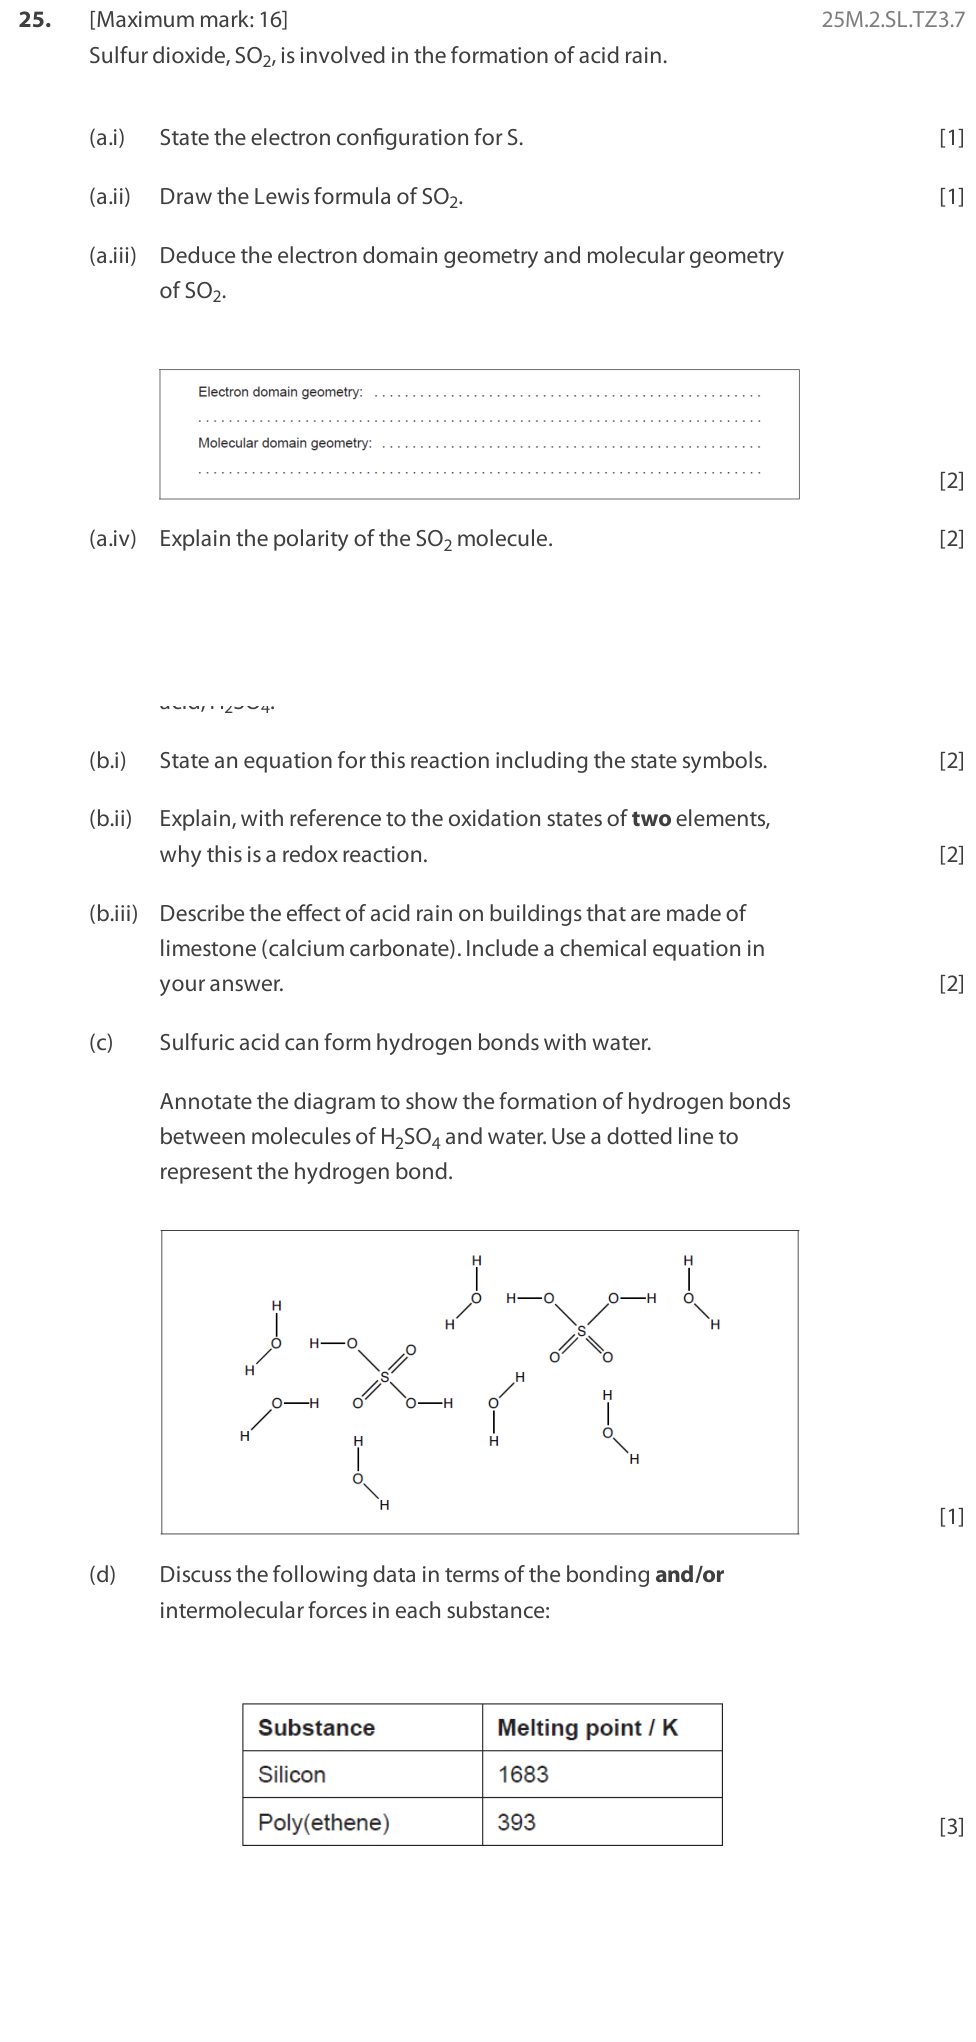 25. [Maximum mark: 16] 25M.2.SL.TZ3.7
Sulfur dioxide, SO₂, is involved in the formation of acid rain.
(a.i) State the electron configuration for S. [1]
(a.ii) Draw the Lewis formula of SO₂. [1]
(a.iii) Deduce the electron domain geometry and molecular geometry
of SO₂.
Electron domain geometry:
Molecular domain geometry:
[2]
(a.iv) Explain the polarity of the SO₂ molecule. [2]
(b.i) State an equation for this reaction including the state symbols. [2]
(b.ii) Explain, with reference to the oxidation states of two elements,
why this is a redox reaction. [2]
(b.iii) Describe the effect of acid rain on buildings that are made of
limestone (calcium carbonate). Include a chemical equation in
your answer. [2]
(c) Sulfuric acid can form hydrogen bonds with water.
Annotate the diagram to show the formation of hydrogen bonds
between molecules of H₂SO₄ and water. Use a dotted line to
represent the hydrogen bond.
H H
O H O O H O
H H S H
H O O
O H O O
H S H H
O H O O H O O
H H H H
O
H
[1]
(d) Discuss the following data in terms of the bonding and/or
intermolecular forces in each substance:
Substance Melting point / K
Silicon 1683
Poly(ethene) 393
[3]